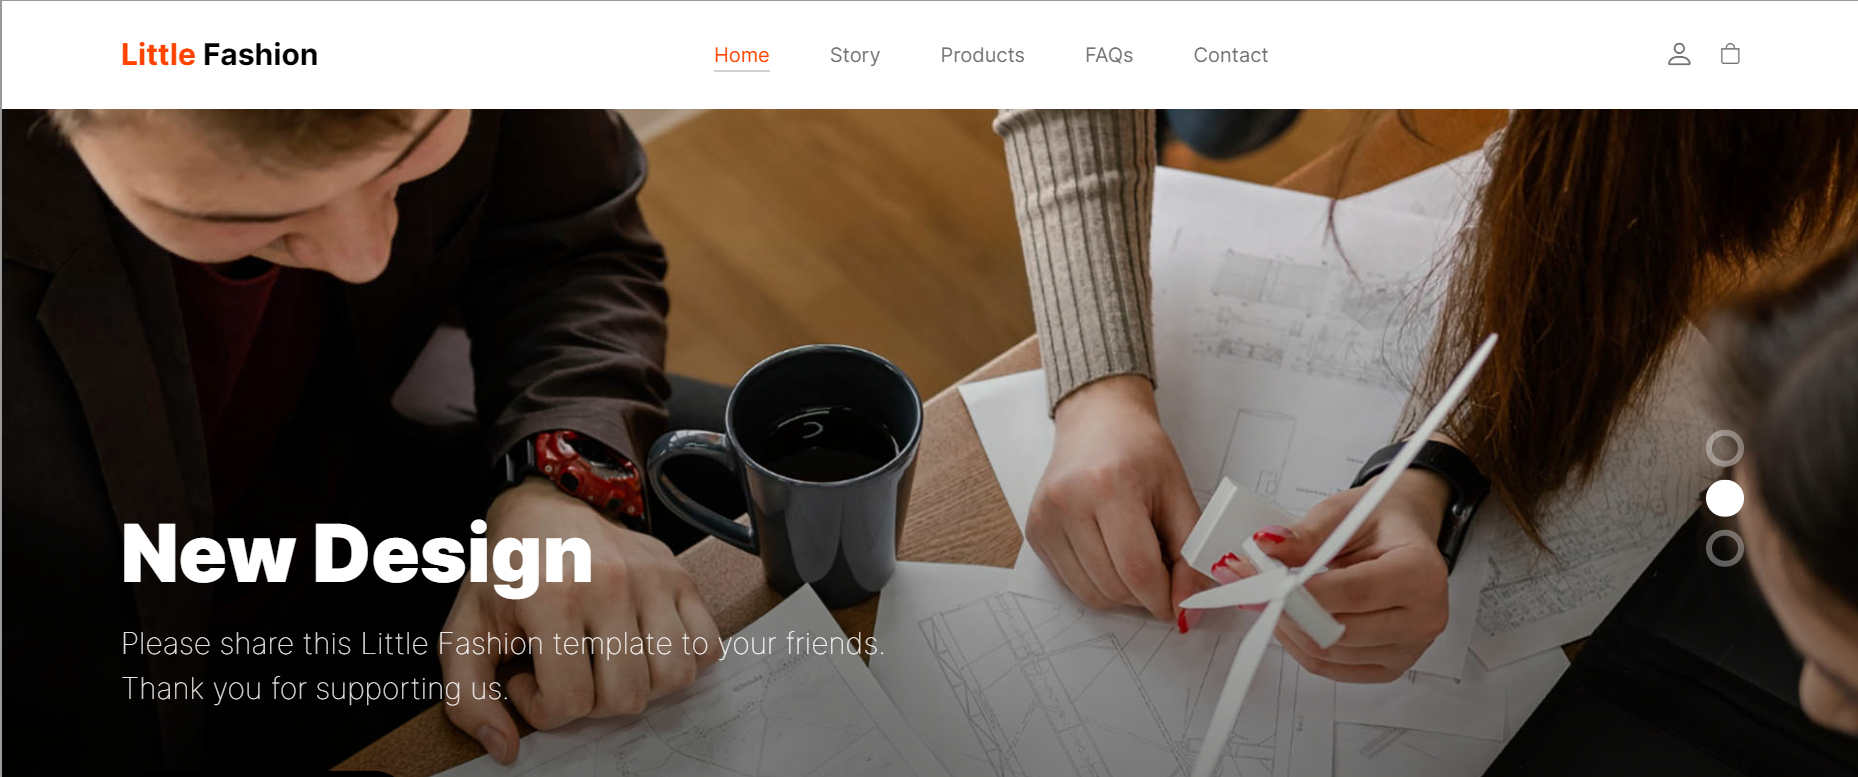 Little Fashion
Home
Story
Products
FAQs
Contact
New Design
Please share this Little Fashion template to your friends.
Thank you for supporting us.